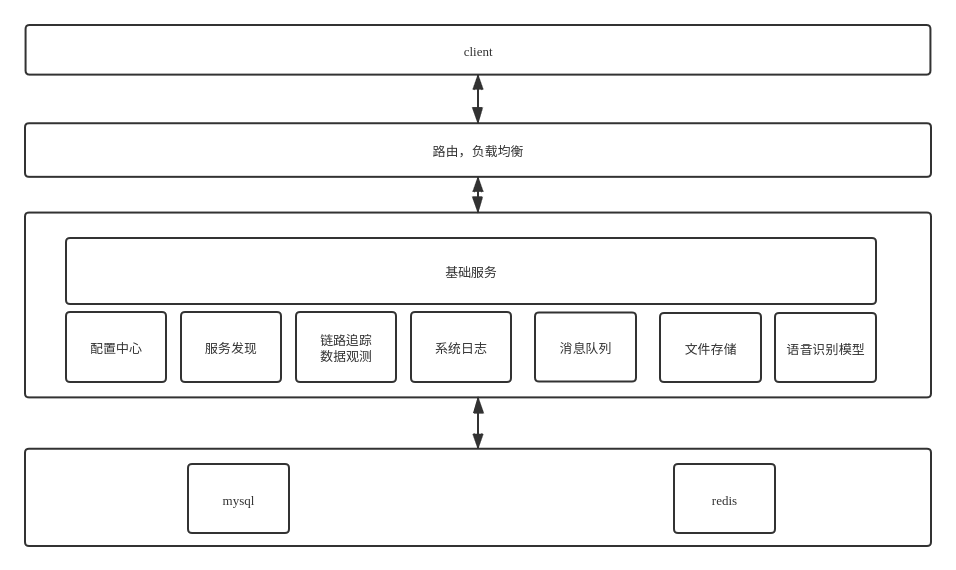 client
路由，负载均衡
基础服务
配置中心
服务发现
链路追踪
数据观测
系统日志
消息队列
文件存储
语音识别模型
mysql
redis